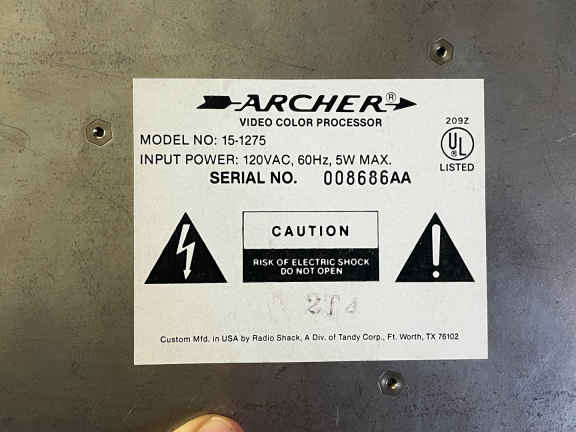 ARCHER®
VIDEO COLOR PROCESSOR
209Z
MODEL NO: 15-1275
UL
INPUT POWER: 120VAC, 60Hz, 5W MAX.
LISTED
SERIAL NO. 008686AA
CAUTION
RISK OF ELECTRIC SHOCK
DO NOT OPEN
Custom Mfd. in USA by Radio Shack, A Div. of Tandy Corp., Ft. Worth, TX 76102